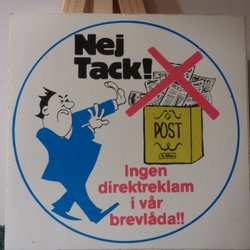 Nej
Tack!
POST
Ingen
direktreklam
i vår
brevlåda!!